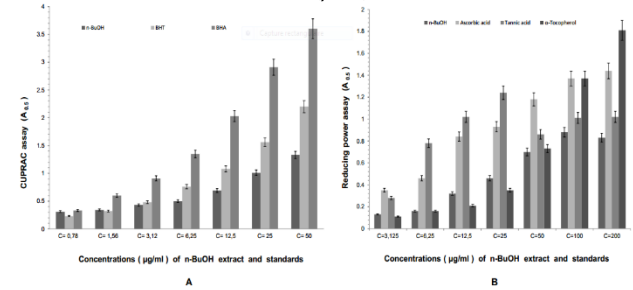 4
3.5
3
2.5
2
1.5
1
0.5
0
CUPRAC assay (A 0.5)
n-BuOH BHT BHA
C= 0,78 C= 1,56 C= 3,12 C= 6,25 C= 12,5 C= 25 C= 50
Concentrations ( µg/ml ) of n-BuOH extract and standards
A
2
1.8
1.6
1.4
1.2
1
0.8
0.6
0.4
0.2
0
Reducing power assay (A 0.5)
n-BuOH Ascorbic acid Tannic acid α-Tocopherol
C=3,125 C=6,25 C=12,5 C=25 C=50 C=100 C=200
Concentrations ( µg/ml ) of n-BuOH extract and standards
B